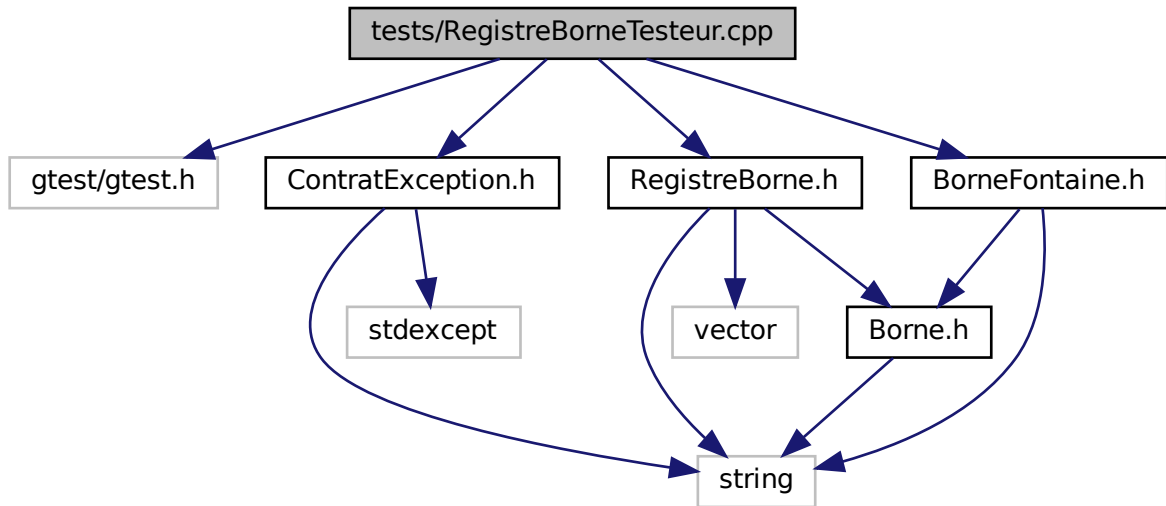 tests/RegistreBorneTesteur.cpp
gtest/gtest.h
ContratException.h
RegistreBorne.h
BorneFontaine.h
stdexcept
vector
Borne.h
string